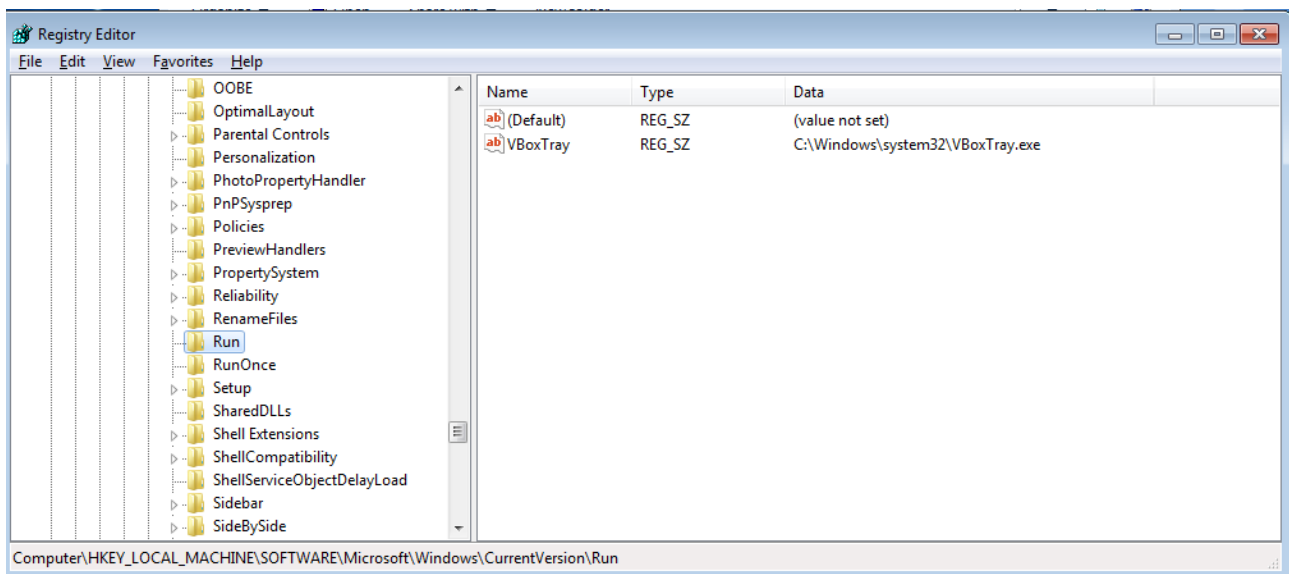 Registry Editor
File Edit View Favorites Help
OOBE
OptimalLayout
Parental Controls
Personalization
PhotoPropertyHandler
PnPSysprep
Policies
PreviewHandlers
PropertySystem
Reliability
RenameFiles
Run
RunOnce
Setup
SharedDLLs
Shell Extensions
ShellCompatibility
ShellServiceObjectDelayLoad
Sidebar
SideBySide
Name Type Data
ab (Default) REG_SZ (value not set)
ab VBoxTray REG_SZ C:\Windows\system32\VBoxTray.exe
Computer\HKEY_LOCAL_MACHINE\SOFTWARE\Microsoft\Windows\CurrentVersion\Run